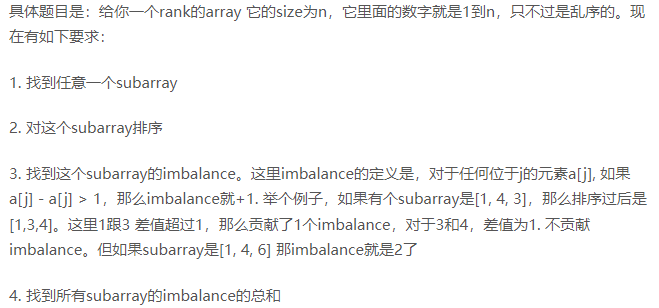 具体题目是：给你一个rank的array 它的size为n，它里面的数字就是1到n，只不过是乱序的。现
在有如下要求：
1. 找到任意一个subarray
2. 对这个subarray排序
3. 找到这个subarray的imbalance。这里imbalance的定义是，对于任何位于j的元素a[j], 如果
a[j] - a[j] > 1，那么imbalance就+1. 举个例子，如果有个subarray是[1, 4, 3]，那么排序过后是
[1,3,4]。这里1跟3 差值超过1，那么贡献了1个imbalance，对于3和4，差值为1. 不贡献
imbalance。但如果subarray是[1, 4, 6] 那imbalance就是2了
4. 找到所有subarray的imbalance的总和